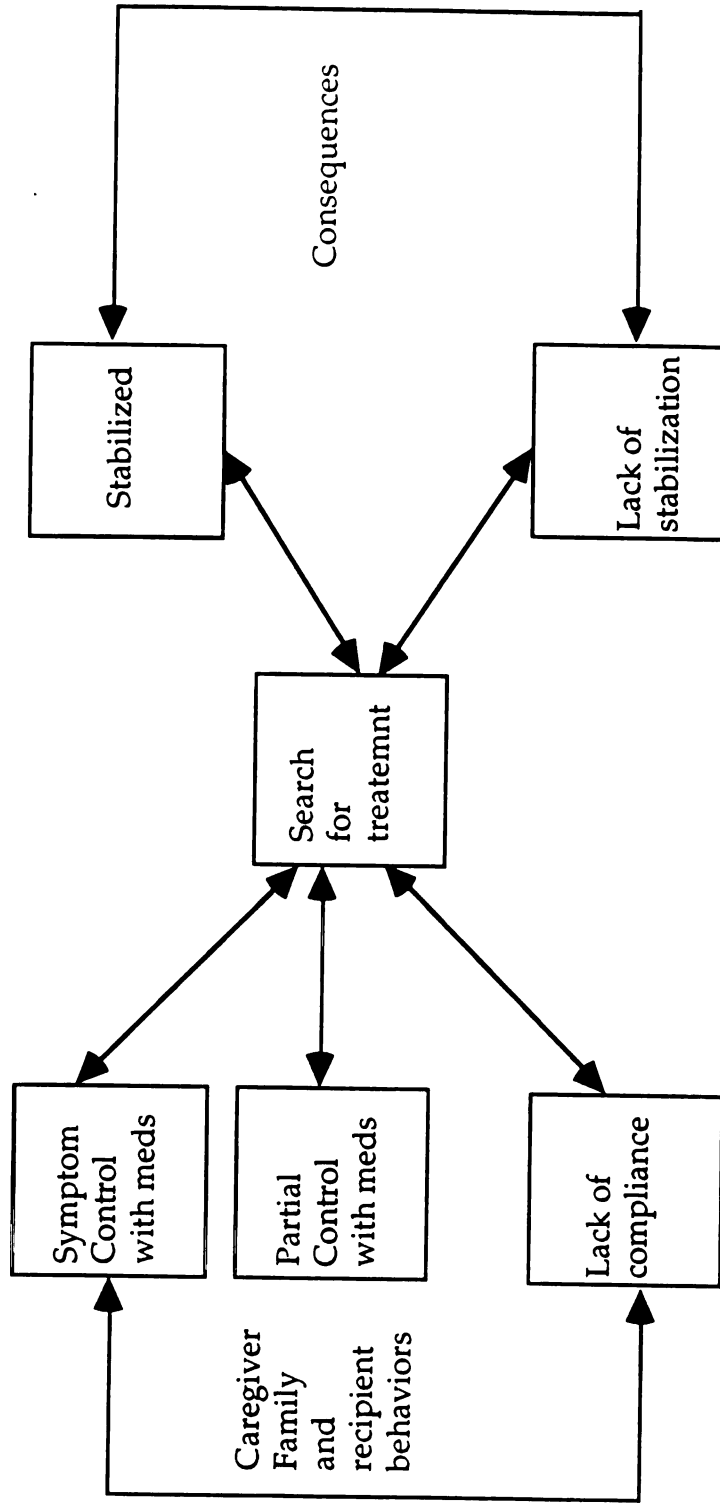 Symptom
Control
with meds
Partial
Control
with meds
Lack of
compliance
Caregiver
Family
and
recipient
behaviors
Search
for
treatemnt
Stabilized
Lack of
stabilization
Consequences